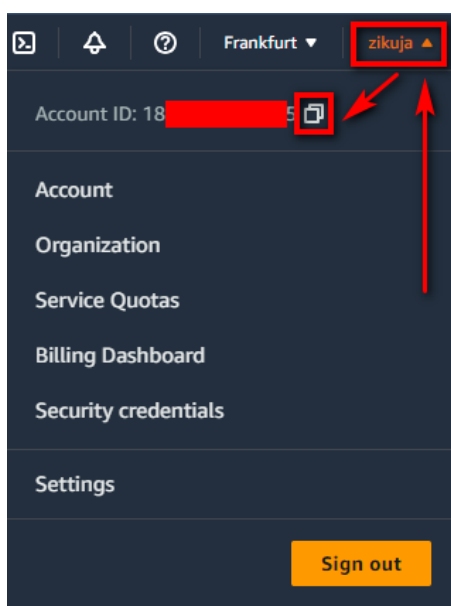 Frankfurt ▼ zikuja ▲
Account ID: 18 5
Account
Organization
Service Quotas
Billing Dashboard
Security credentials
Settings
Sign out